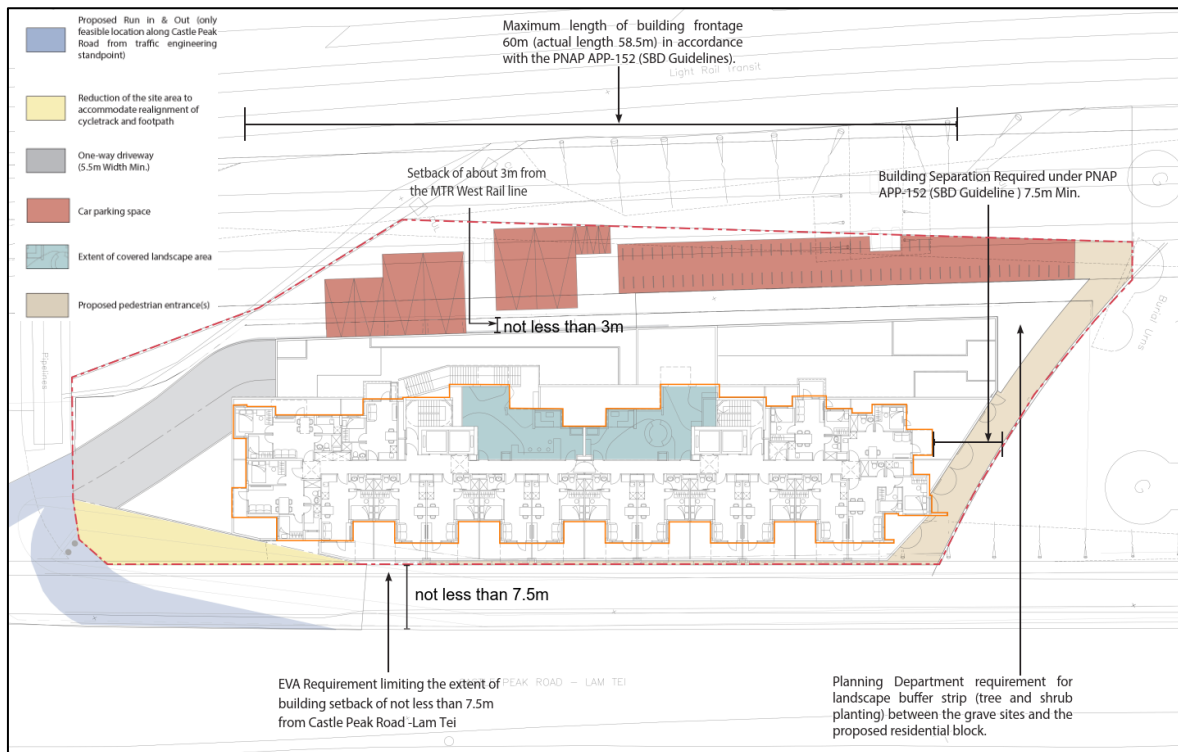 Proposed Run in & Out (only
feasible location along Castle Peak
Road from traffic engineering
standpoint)
Reduction of the site area to
accommodate realignment of
cycletrack and footpath
One-way driveway
(5.5m Width Min.)
Car parking space
Extent of covered landscape area
Proposed pedestrian entrance(s)
Maximum length of building frontage
60m (actual length 58.5m) in accordance
with the PNAP APP-152 (SBD Guidelines).
Light Rail Transit
Setback of about 3m from
the MTR West Rail line
Building Separation Required under PNAP
APP-152 (SBD Guideline ) 7.5m Min.
not less than 3m
Burial Urns
Pipelines
not less than 7.5m
EVA Requirement limiting the extent of
building setback of not less than 7.5m
from Castle Peak Road -Lam Tei
PEAK ROAD – LAM TEI
Planning Department requirement for
landscape buffer strip (tree and shrub
planting) between the grave sites and the
proposed residential block.